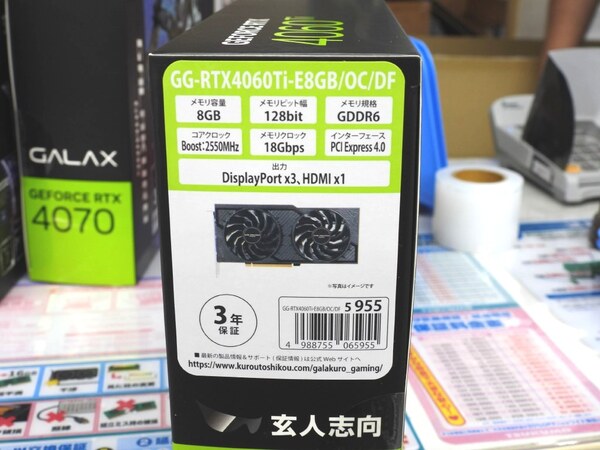 GEFORCE RTX
4060 Ti
GG-RTX4060Ti-E8GB/OC/DF
メモリ容量
8GB
メモリビット幅
128bit
メモリ規格
GDDR6
コアクロック
Boost:2550MHz
メモリクロック
18Gbps
インターフェース
PCI Express 4.0
出力
DisplayPort x3、HDMI x1
※写真はイメージです
3年
保証
GG-RTX4060Ti-E8GB/OC/DF 5955
4 988755 065955
■ 最新の製品情報&サポート(保証情報)は公式Webサイトへ
https://www.kuroutoshikou.com/galakuro_gaming/
玄人志向
GALAX
GEFORCE RTX
4070